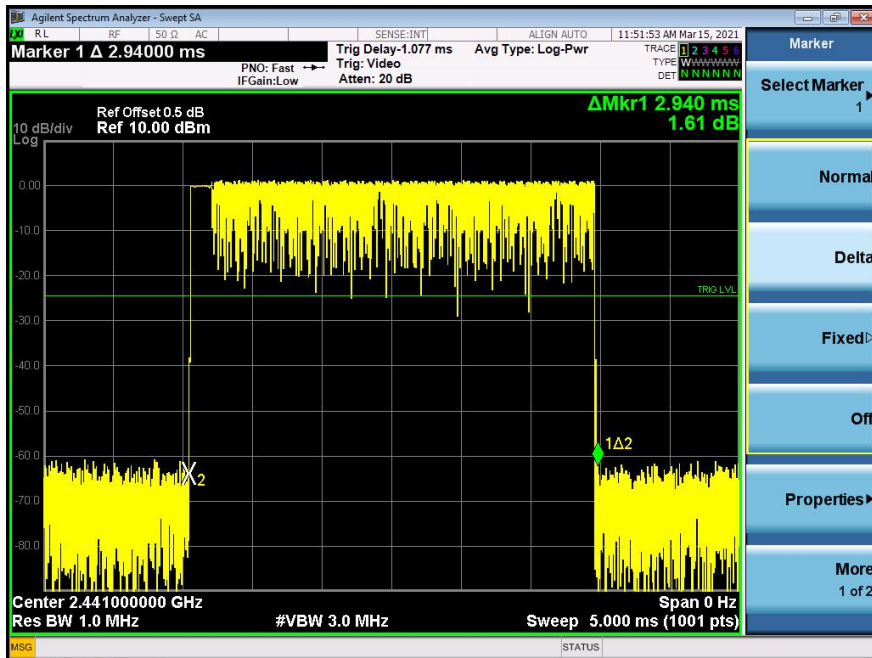 Agilent Spectrum Analyzer - Swept SA
LXI RL RF 50 Ω AC SENSE:INT ALIGN AUTO 11:51:53 AM Mar 15, 2021
Marker 1 Δ 2.94000 ms
PNO: Fast
IFGain:Low
Trig Delay-1.077 ms
Trig: Video
Atten: 20 dB
Avg Type: Log-Pwr
TRACE 1 2 3 4 5 6
TYPE WWWWWWW
DET N N N N N N
Marker
Select Marker
1
Normal
Delta
Fixed
Off
Properties
More
1 of 2
ΔMkr1 2.940 ms
1.61 dB
Ref Offset 0.5 dB
10 dB/div Ref 10.00 dBm
Log
0.00
-10.0
-20.0
TRIG LVL
-30.0
-40.0
-50.0
-60.0
1Δ2
2
-70.0
-80.0
Center 2.441000000 GHz Span 0 Hz
Res BW 1.0 MHz #VBW 3.0 MHz Sweep 5.000 ms (1001 pts)
MSG STATUS